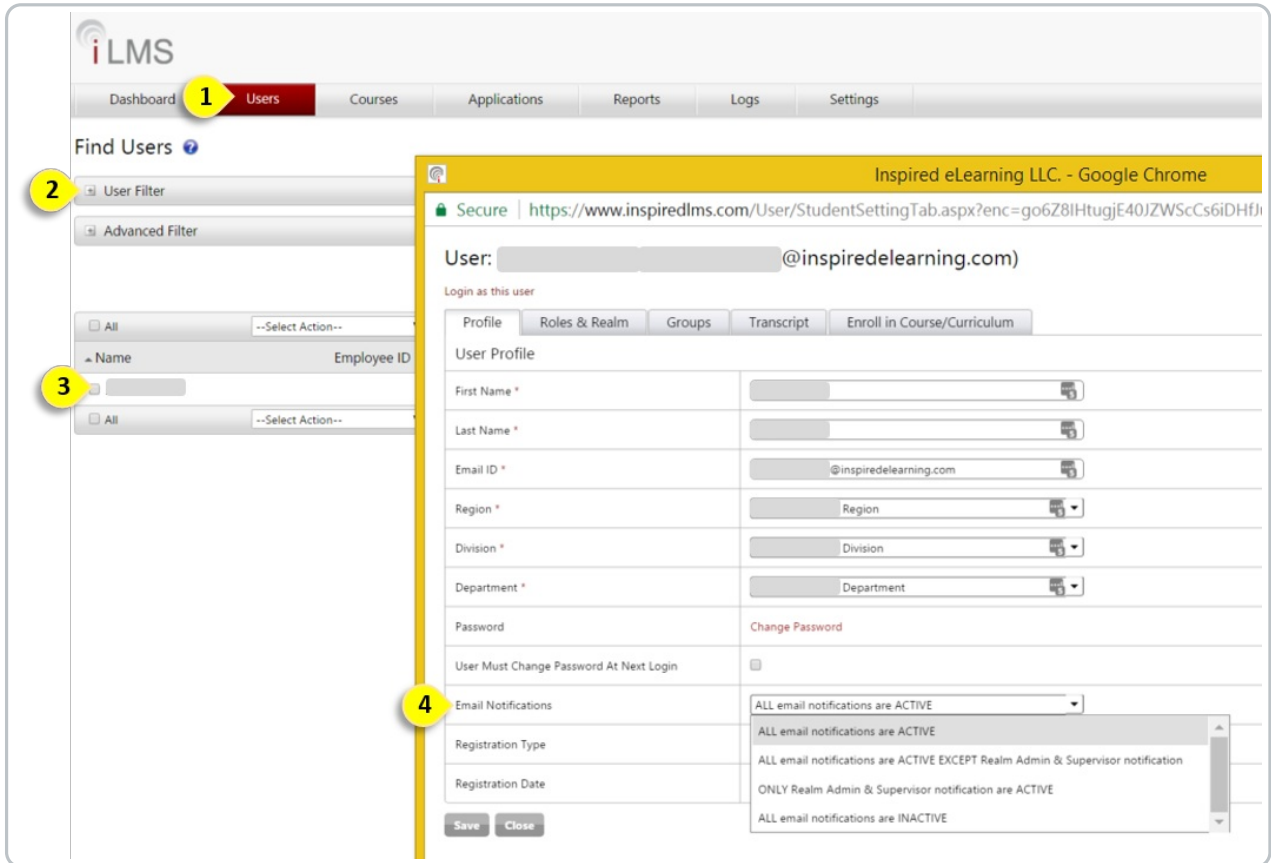 iLMS
Dashboard 1 Users Courses Applications Reports Logs Settings
Find Users ?
2 User Filter
Advanced Filter
All --Select Action--
Name Employee ID
3
All --Select Action--
Inspired eLearning LLC. - Google Chrome
Secure https://www.inspiredlms.com/User/StudentSettingTab.aspx?enc=go6Z8IHtugjE40JZWScCs6iDHfJ
User: @inspiredelearning.com)
Login as this user
Profile Roles & Realm Groups Transcript Enroll in Course/Curriculum
User Profile
First Name *
Last Name *
Email ID * @inspiredelearning.com
Region * Region
Division * Division
Department * Department
Password Change Password
User Must Change Password At Next Login
4 Email Notifications ALL email notifications are ACTIVE
ALL email notifications are ACTIVE
Registration Type
ALL email notifications are ACTIVE EXCEPT Realm Admin & Supervisor notification
Registration Date
ONLY Realm Admin & Supervisor notification are ACTIVE
ALL email notifications are INACTIVE
Save Close